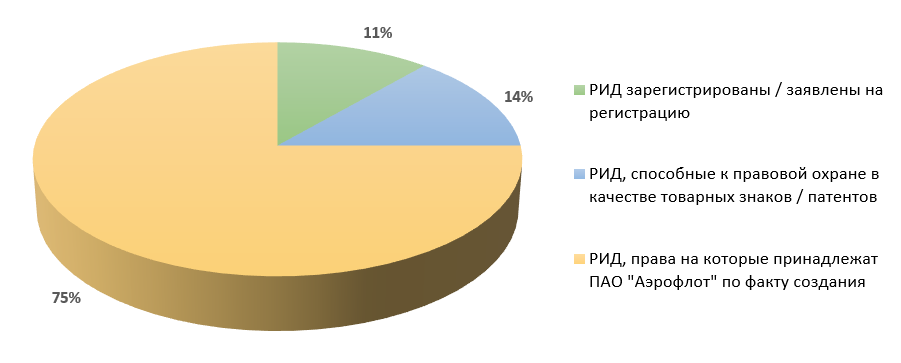 11%
14%
75%
РИД зарегистрированы / заявлены на
регистрацию
РИД, способные к правовой охране в
качестве товарных знаков / патентов
РИД, права на которые принадлежат
ПАО "Аэрофлот" по факту создания